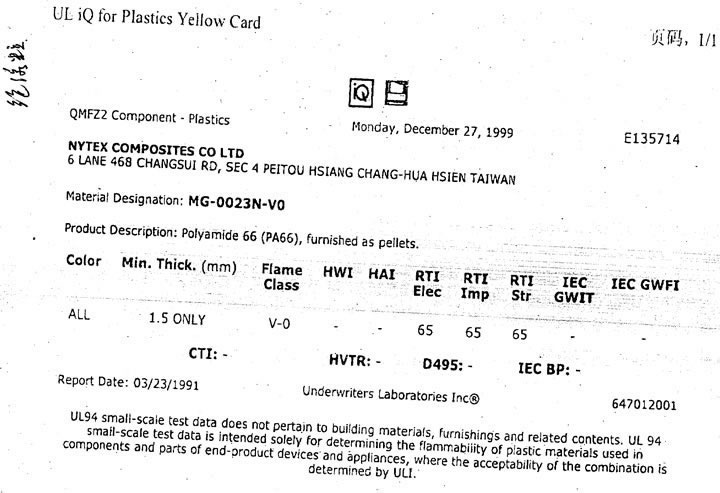 UL iQ for Plastics Yellow Card
页码, 1/1
iQ
QMFZ2 Component - Plastics
Monday, December 27, 1999
E135714
NYTEX COMPOSITES CO LTD
6 LANE 468 CHANGSUI RD, SEC 4 PEITOU HSIANG CHANG-HUA HSIEN TAIWAN
Material Designation: MG-0023N-V0
Product Description: Polyamide 66 (PA66), furnished as pellets.
Color Min. Thick. (mm) Flame Class HWI HAI RTI Elec RTI Imp RTI Str IEC GWIT IEC GWFI
ALL 1.5 ONLY V-0 - - 65 65 65 - -
CTI: - HVTR: - D495: - IEC BP: -
Report Date: 03/23/1991
Underwriters Laboratories Inc®
647012001
UL94 small-scale test data does not pertain to building materials, furnishings and related contents. UL 94
small-scale test data is intended solely for determining the flammability of plastic materials used in
components and parts of end-product devices and appliances, where the acceptability of the combination is
determined by ULI.